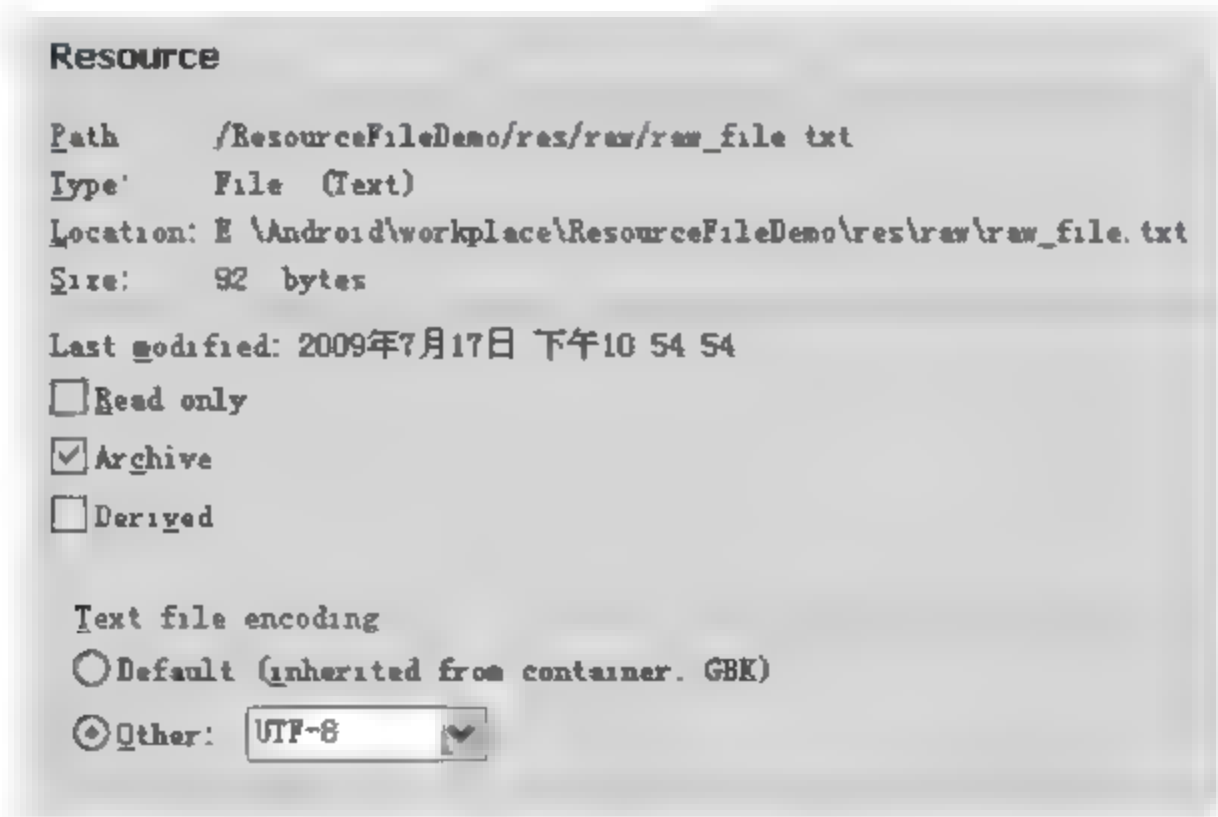 Resource
Path /ResourceFileDemo/res/raw/raw_file txt
Type: File (Text)
Location: E \Android\workplace\ResourceFileDemo\res\raw\raw_file.txt
Size: 92 bytes
Last modified: 2009年7月17日 下午10 54 54
Read only
Archive
Derived
Text file encoding
Default (inherited from container. GBK)
Other: UTF-8